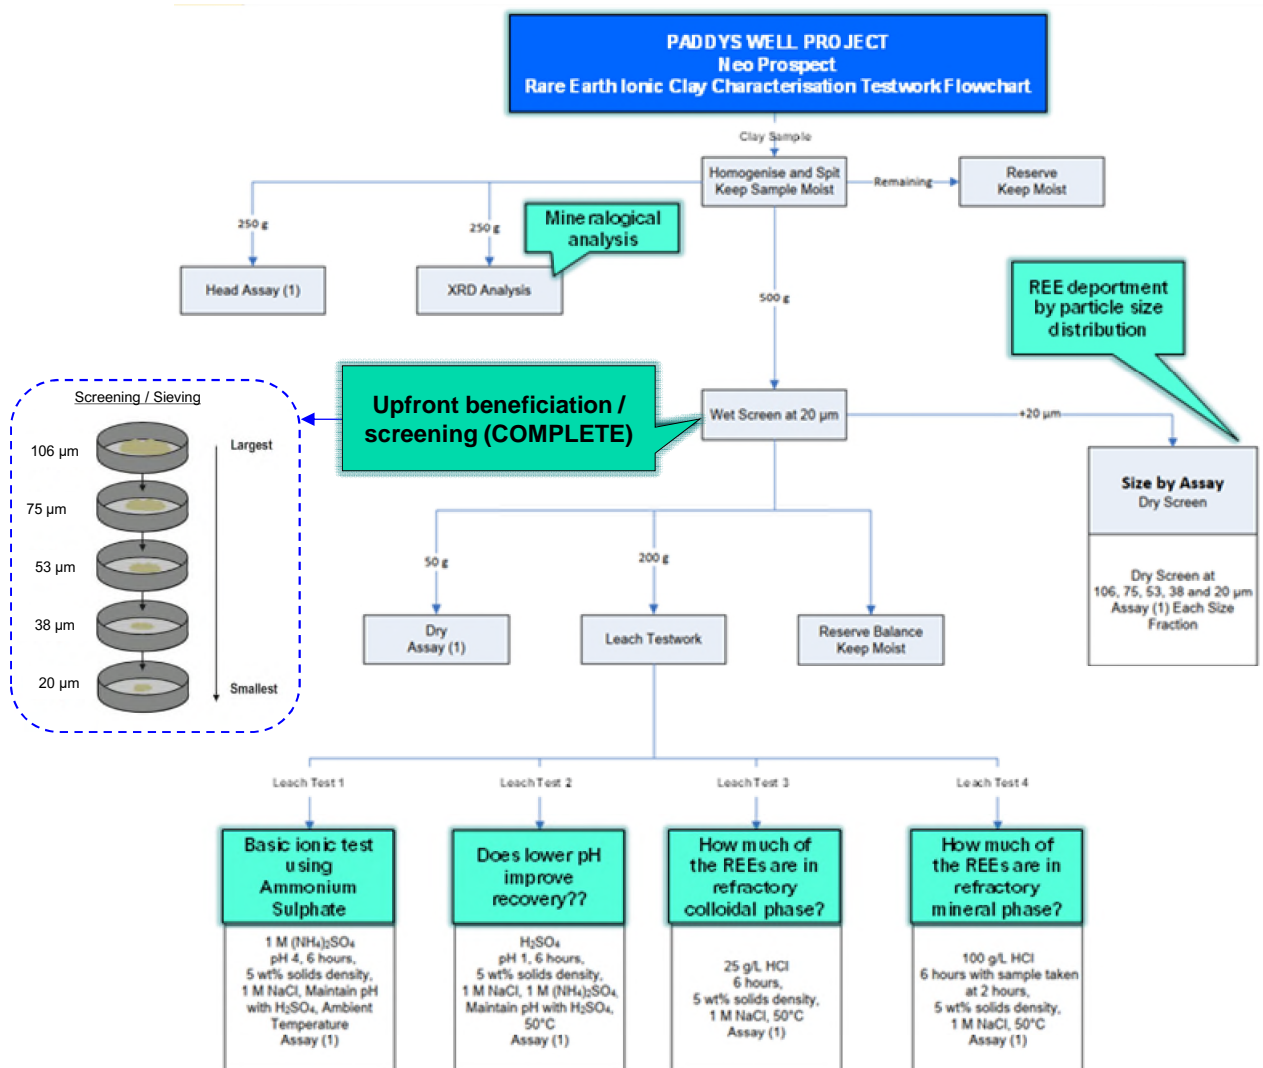 PADDYS WELL PROJECT
Neo Prospect
Rare Earth Ionic Clay Characterisation Testwork Flowchart
Clay Sample
Homogenise and Spit
Keep Sample Moist
Remaining
Reserve
Keep Moist
250 g
250 g
Mineralogical
analysis
Head Assay (1)
XRD Analysis
500 g
REE department
by particle size
distribution
Screening / Sieving
106 µm
75 µm
53 µm
38 µm
20 µm
Largest
Smallest
Upfront beneficiation /
screening (COMPLETE)
Wet Screen at 20 µm
+20 µm
Size by Assay
Dry Screen
Dry Screen at
106, 75, 53, 38 and 20 µm
Assay (1) Each Size
Fraction
50 g
200 g
Dry
Assay (1)
Leach Testwork
Reserve Balance
Keep Moist
Leach Test 1
Leach Test 2
Leach Test 3
Leach Test 4
Basic ionic test
using
Ammonium
Sulphate
1 M (NH₄)₂SO₄
pH 4, 6 hours,
5 wt% solids density,
1 M NaCl, Maintain pH
with H₂SO₄, Ambient
Temperature
Assay (1)
Does lower pH
improve
recovery??
H₂SO₄
pH 1, 6 hours,
5 wt% solids density,
1 M NaCl, 1 M (NH₄)₂SO₄,
Maintain pH with H₂SO₄,
50°C
Assay (1)
How much of
the REEs are in
refractory
colloidal phase?
25 g/L HCl
6 hours,
5 wt% solids density,
1 M NaCl, 50°C
Assay (1)
How much of
the REEs are in
refractory
mineral phase?
100 g/L HCl
6 hours with sample taken
at 2 hours,
5 wt% solids density,
1 M NaCl, 50°C
Assay (1)